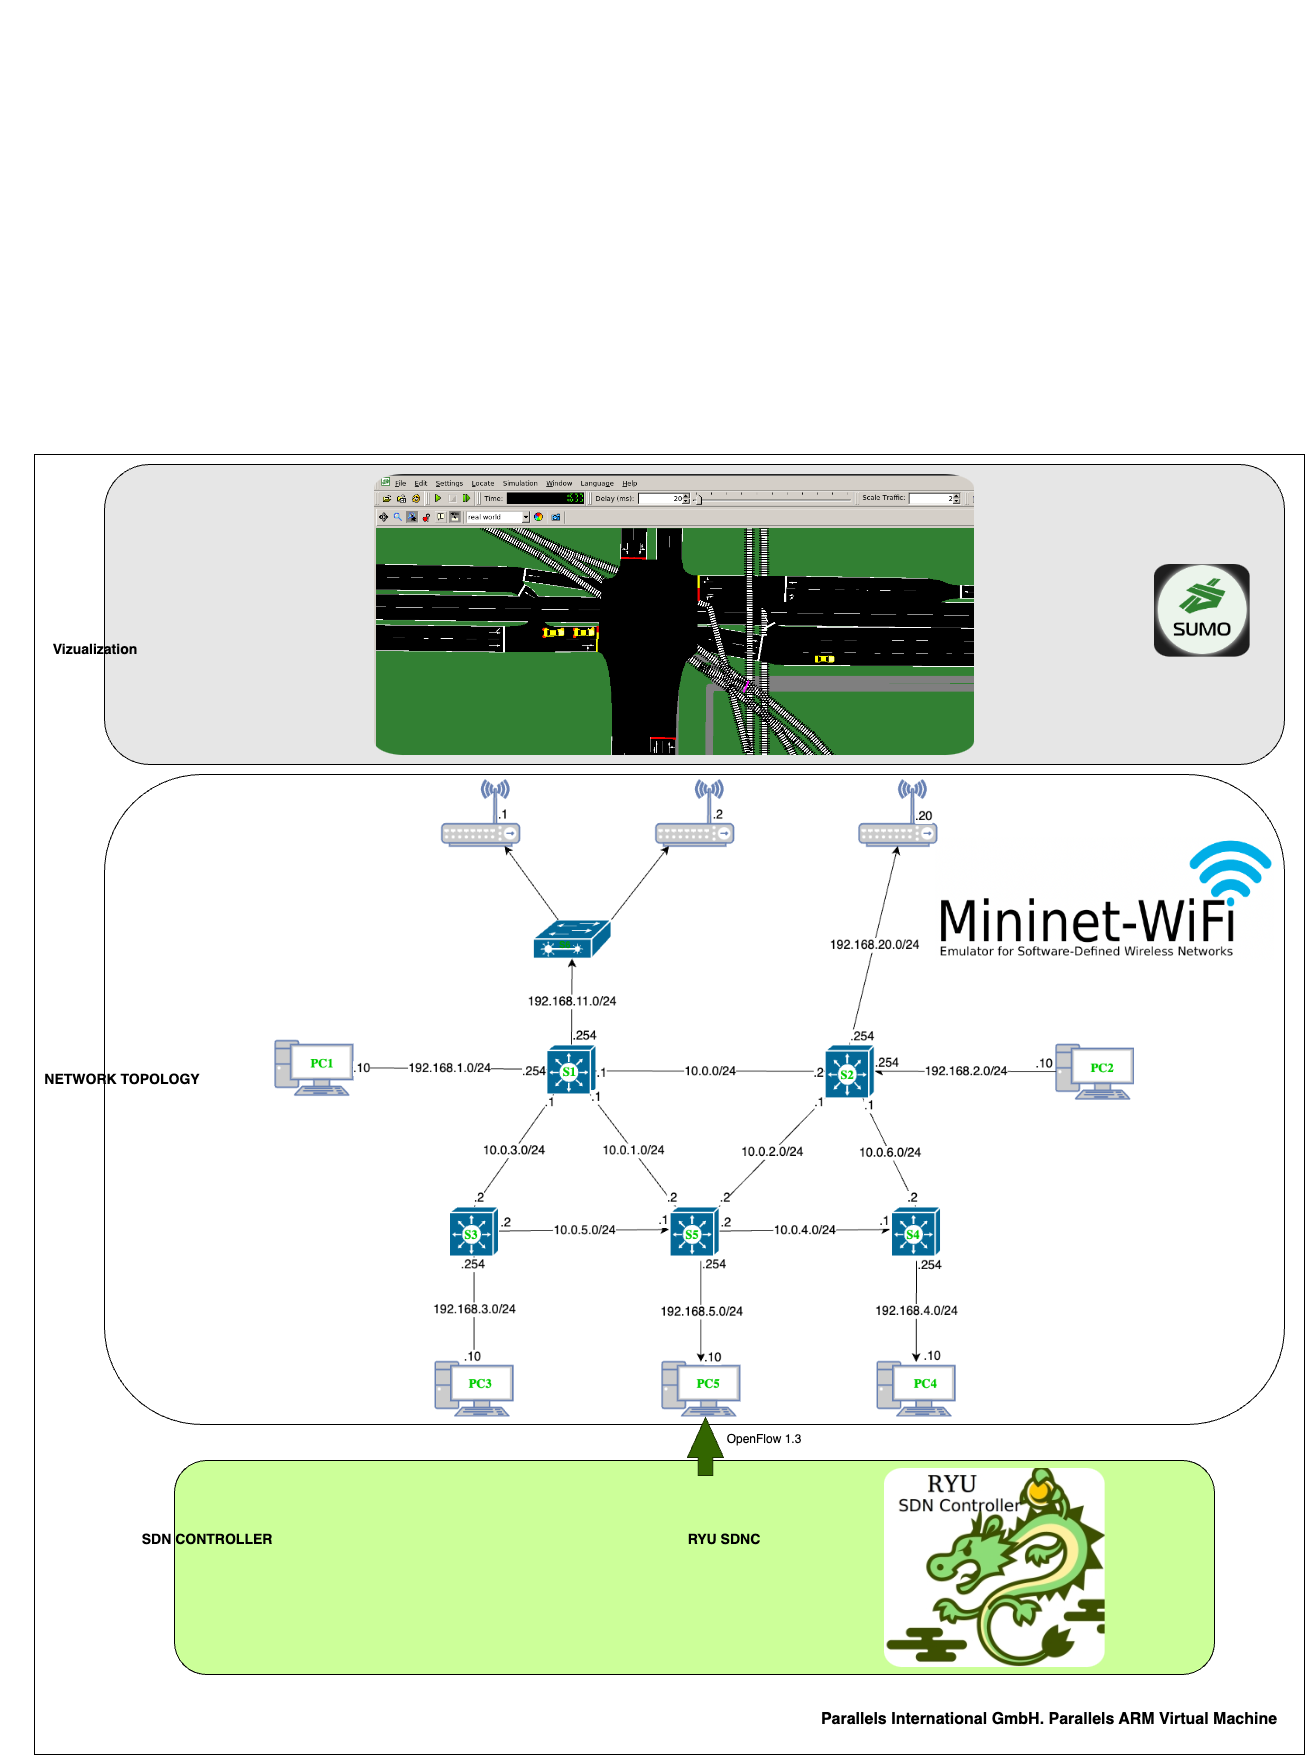 File Edit Settings Locate Simulation Window Language Help
Time: Delay (ms): 20 Scale Traffic: 2
real world
SUMO
Vizualization
.1 .2 .20
192.168.20.0/24
Mininet-WiFi
Emulator for Software-Defined Wireless Networks
192.168.11.0/24
.254 .254
PC1 .10 192.168.1.0/24 .254 S1 .1 10.0.0/24 .2 S2 .254 192.168.2.0/24 .10 PC2
NETWORK TOPOLOGY
.1 .1 .1 .1
10.0.3.0/24 10.0.1.0/24 10.0.2.0/24 10.0.6.0/24
.2 .2 .2 .2
S3 .2 10.0.5.0/24 .1 S5 .2 10.0.4.0/24 .1 S4
.254 .254 .254
192.168.3.0/24 192.168.5.0/24 192.168.4.0/24
.10 .10 .10
PC3 PC5 PC4
OpenFlow 1.3
RYU
SDN Controller
SDN CONTROLLER RYU SDNC
Parallels International GmbH. Parallels ARM Virtual Machine